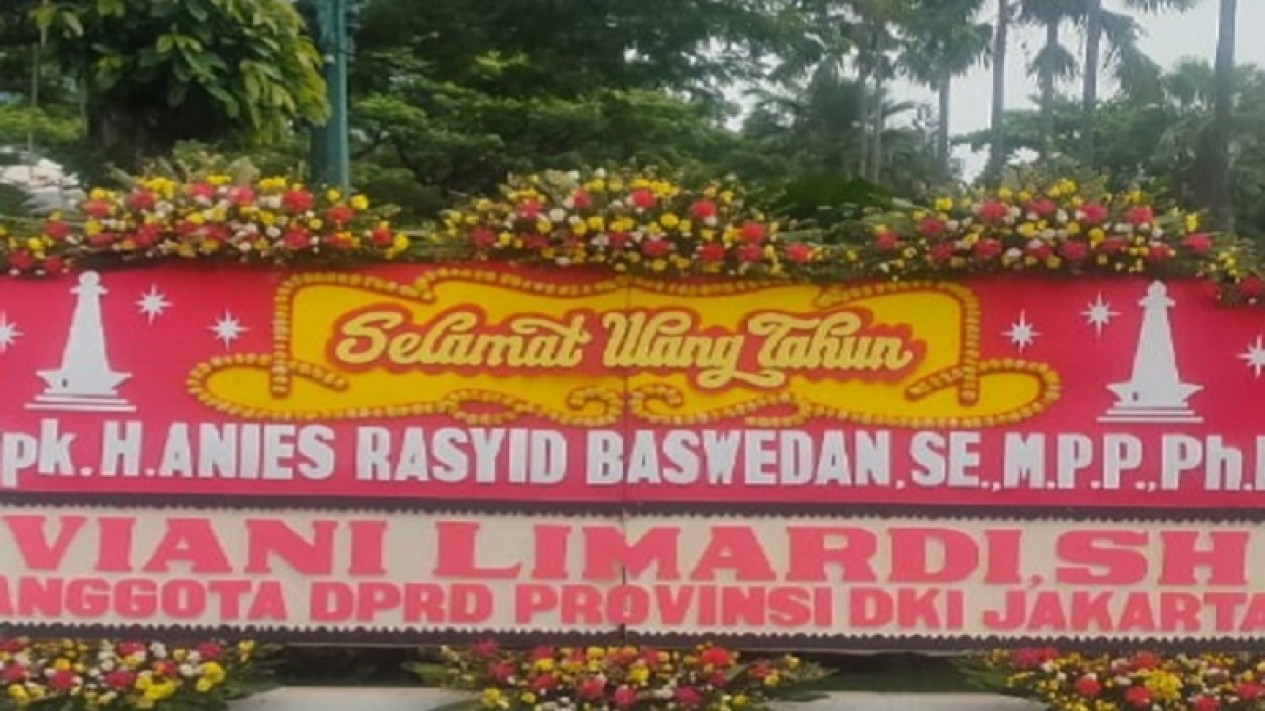 Selamat Ulang Tahun
pk. H. ANIES RASYID BASWEDAN, SE., M.P.P., Ph.
VIANI LIMARDI, SH
ANGGOTA DPRD PROVINSI DKI JAKARTA